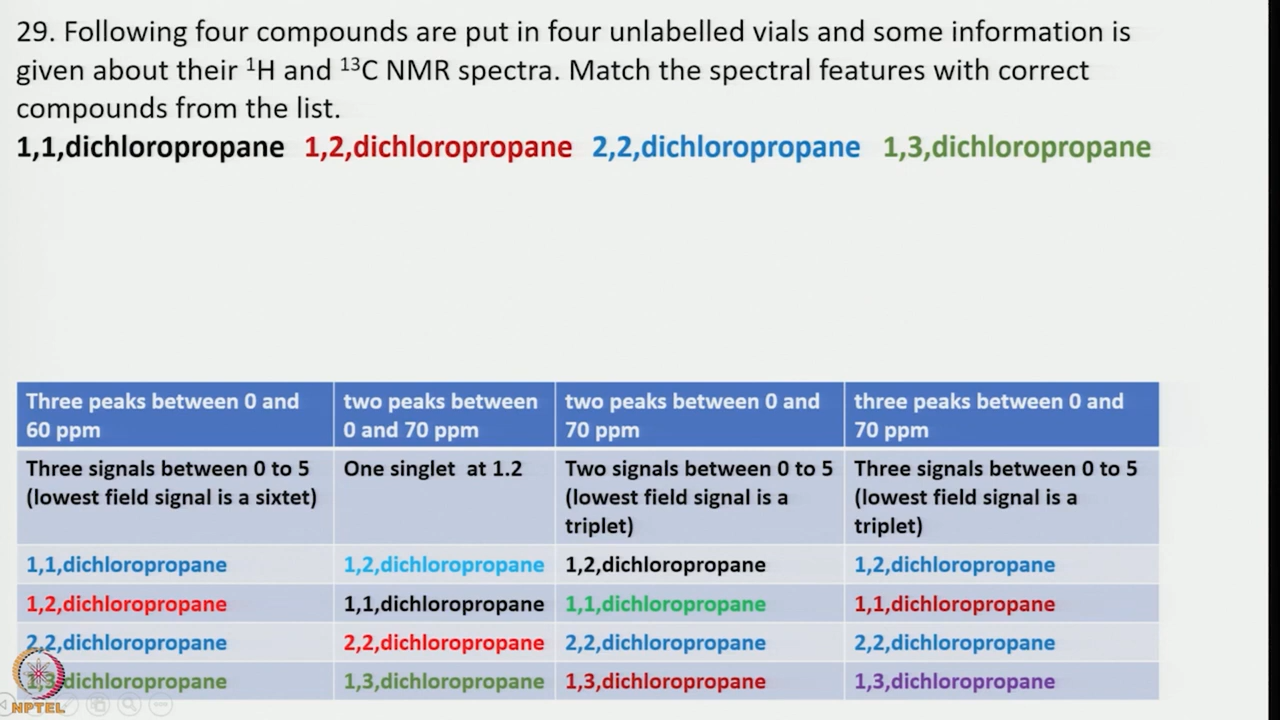 29. Following four compounds are put in four unlabelled vials and some information is
given about their ¹H and ¹³C NMR spectra. Match the spectral features with correct
compounds from the list.
1,1,dichloropropane 1,2,dichloropropane 2,2,dichloropropane 1,3,dichloropropane
Three peaks between 0 and 60 ppm
two peaks between 0 and 70 ppm
two peaks between 0 and 70 ppm
three peaks between 0 and 70 ppm
Three signals between 0 to 5 (lowest field signal is a sixtet)
One singlet at 1.2
Two signals between 0 to 5 (lowest field signal is a triplet)
Three signals between 0 to 5 (lowest field signal is a triplet)
1,1,dichloropropane 1,2,dichloropropane 1,2,dichloropropane 1,2,dichloropropane
1,2,dichloropropane 1,1,dichloropropane 1,1,dichloropropane 1,1,dichloropropane
2,2,dichloropropane 2,2,dichloropropane 2,2,dichloropropane 2,2,dichloropropane
1,3,dichloropropane 1,3,dichloropropane 1,3,dichloropropane 1,3,dichloropropane
NPTEL